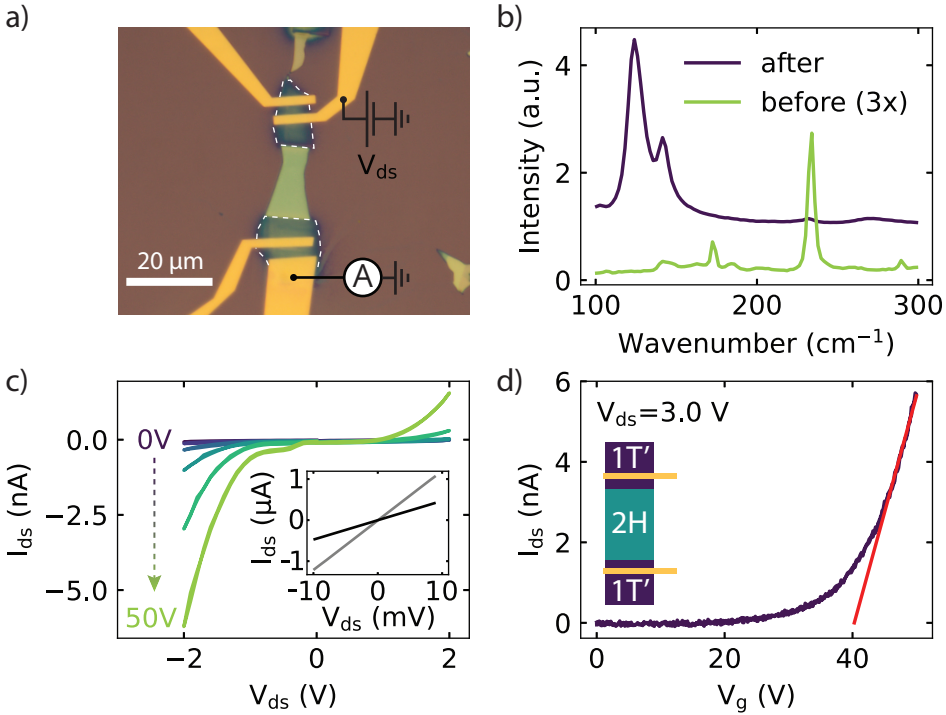 a)
V_ds
20 μm
A
b)
Intensity (a.u.)
4
2
0
after
before (3x)
100
200
300
Wavenumber (cm⁻¹)
c)
I_ds (nA)
0.0
−2.5
−5.0
0V
50V
−2
0
2
V_ds (V)
I_ds (μA)
1
0
-1
-10
0
10
V_ds (mV)
d)
I_ds (nA)
6
4
2
0
V_ds=3.0 V
1T′
2H
1T′
0
20
40
V_g (V)